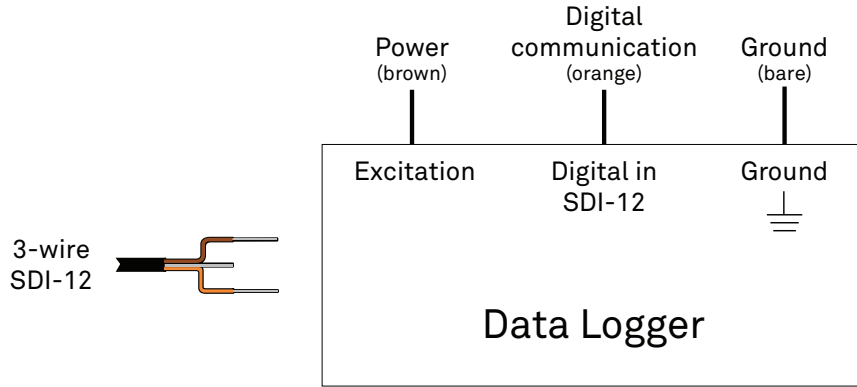 Power
(brown)
Digital
communication
(orange)
Ground
(bare)
Excitation
Digital in
SDI-12
Ground
3-wire
SDI-12
Data Logger